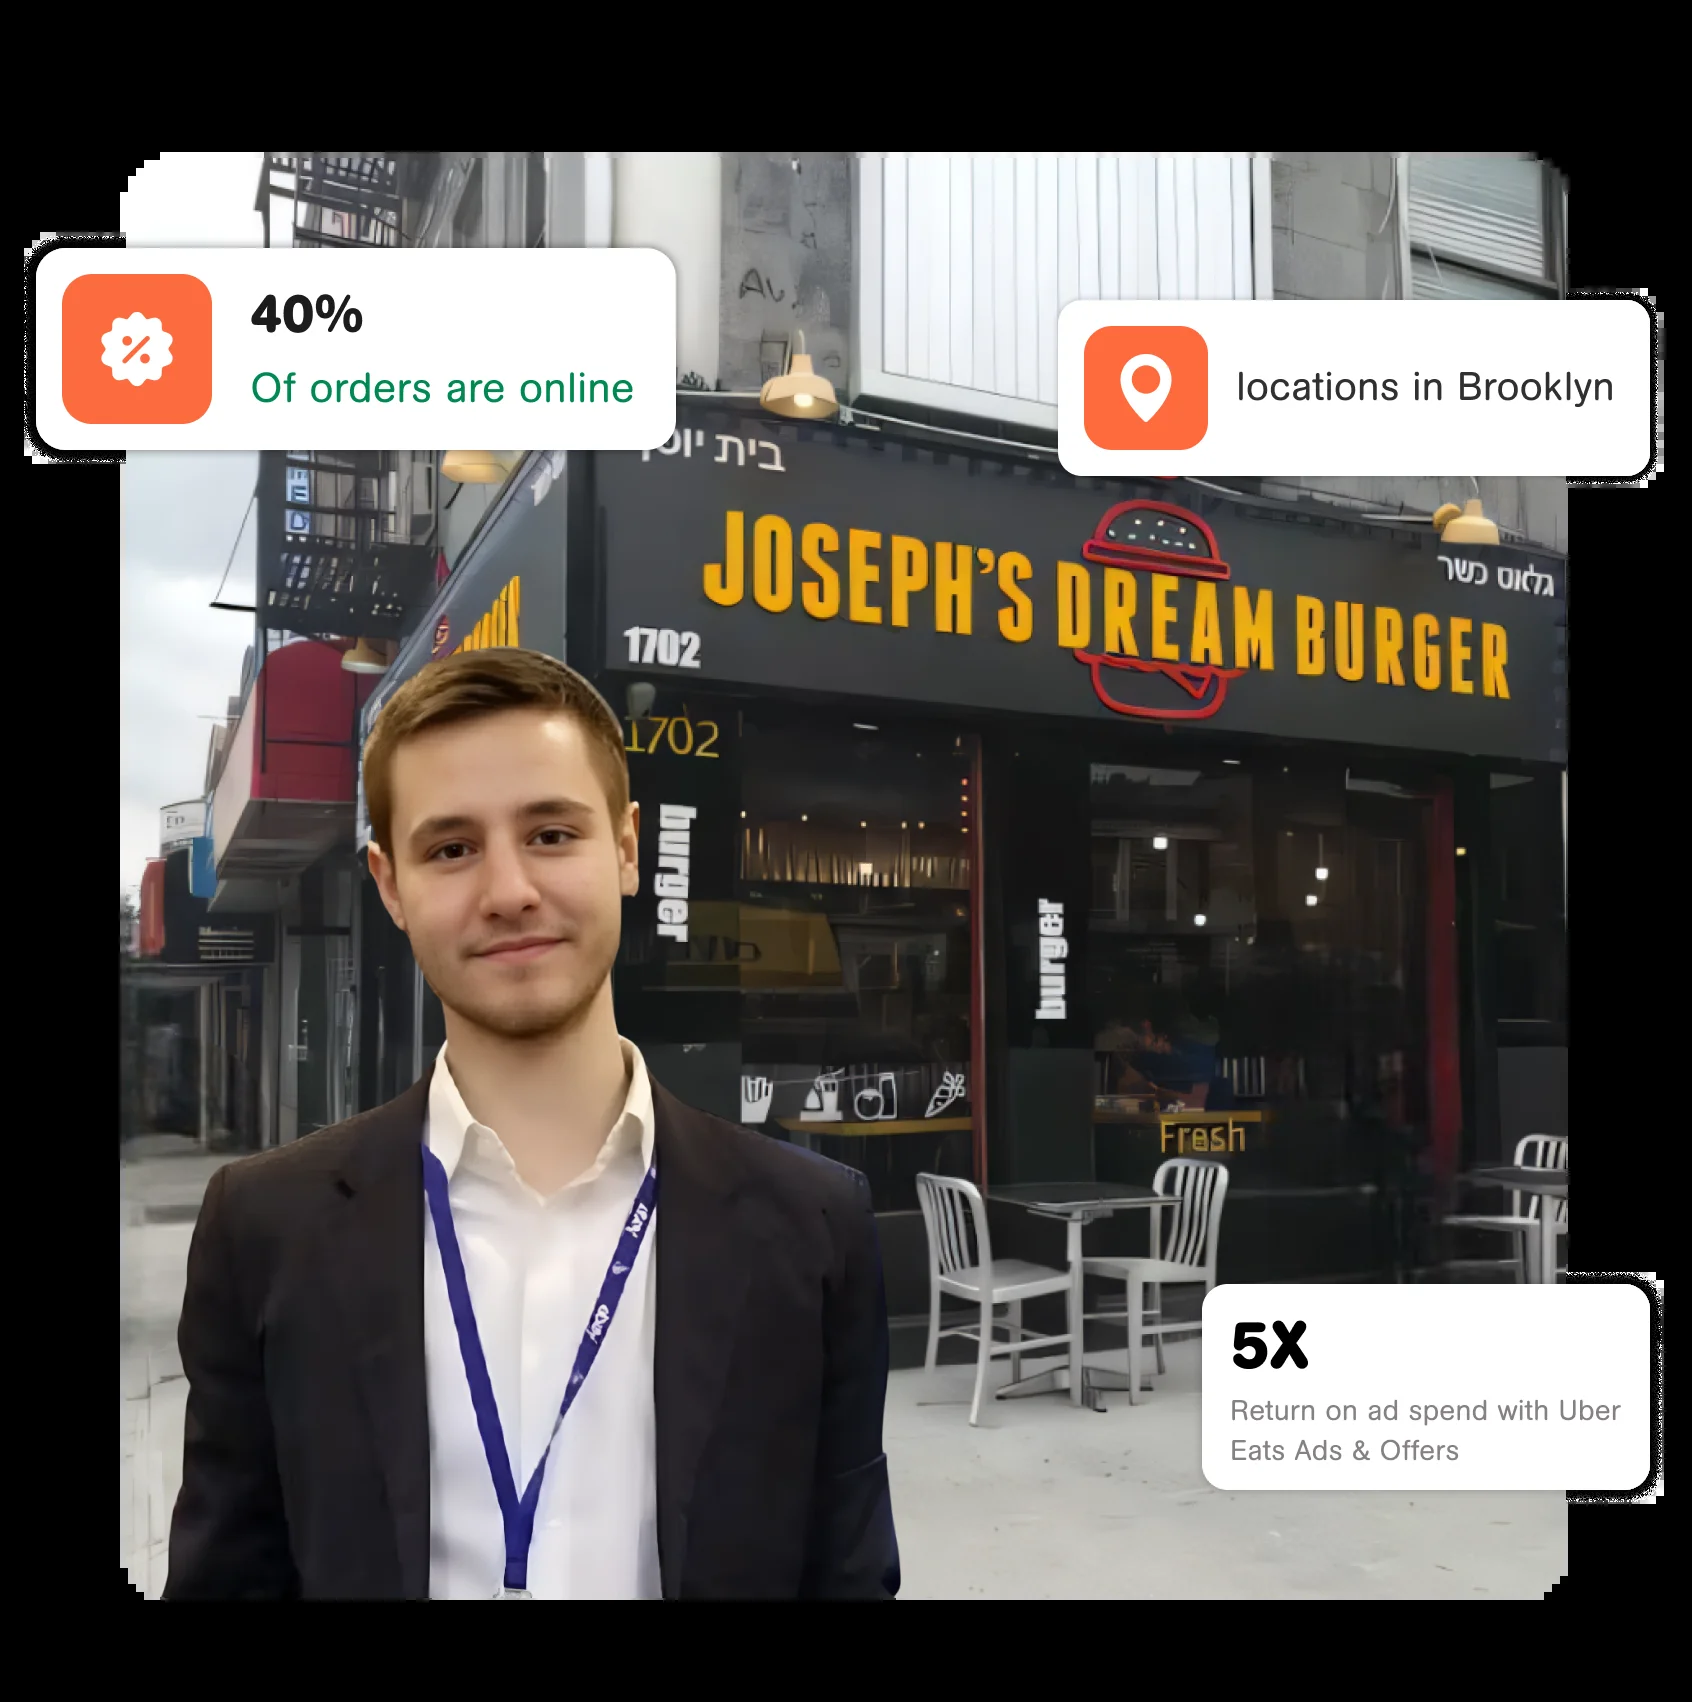 40%
Of orders are online
locations in Brooklyn
בית יוסף
JOSEPH'S DREAM BURGER
גלאט כשר
1702
1702
burger
burger
Fresh
5X
Return on ad spend with Uber
Eats Ads & Offers